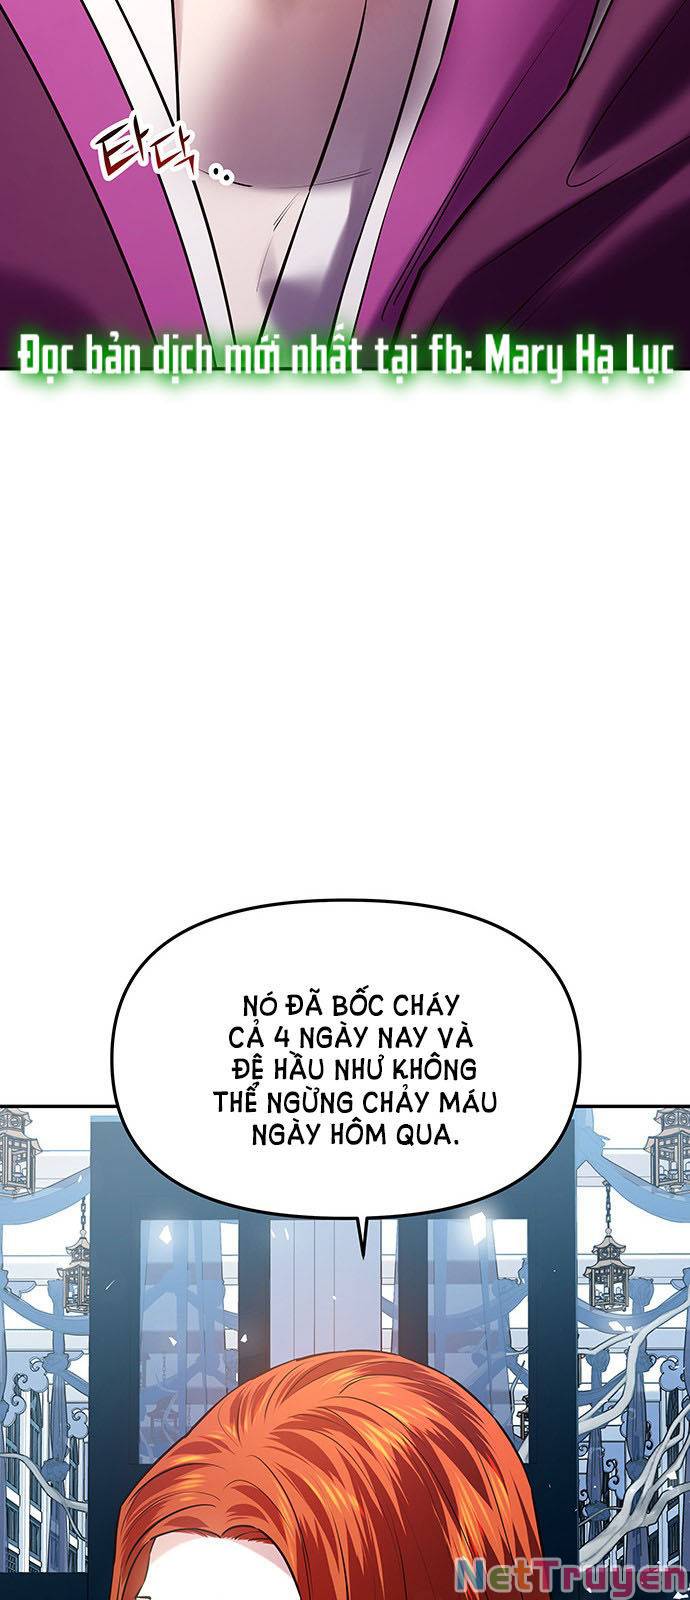 타닥..
Đọc bản dịch mới nhất tại fb: Mary Hạ Lục
NÓ ĐÃ BỐC CHÁY
CẢ 4 NGÀY NAY VÀ
ĐỆ HẦU NHƯ KHÔNG
THỂ NGỪNG CHẢY MÁU
NGÀY HÔM QUA.
NetTruyen